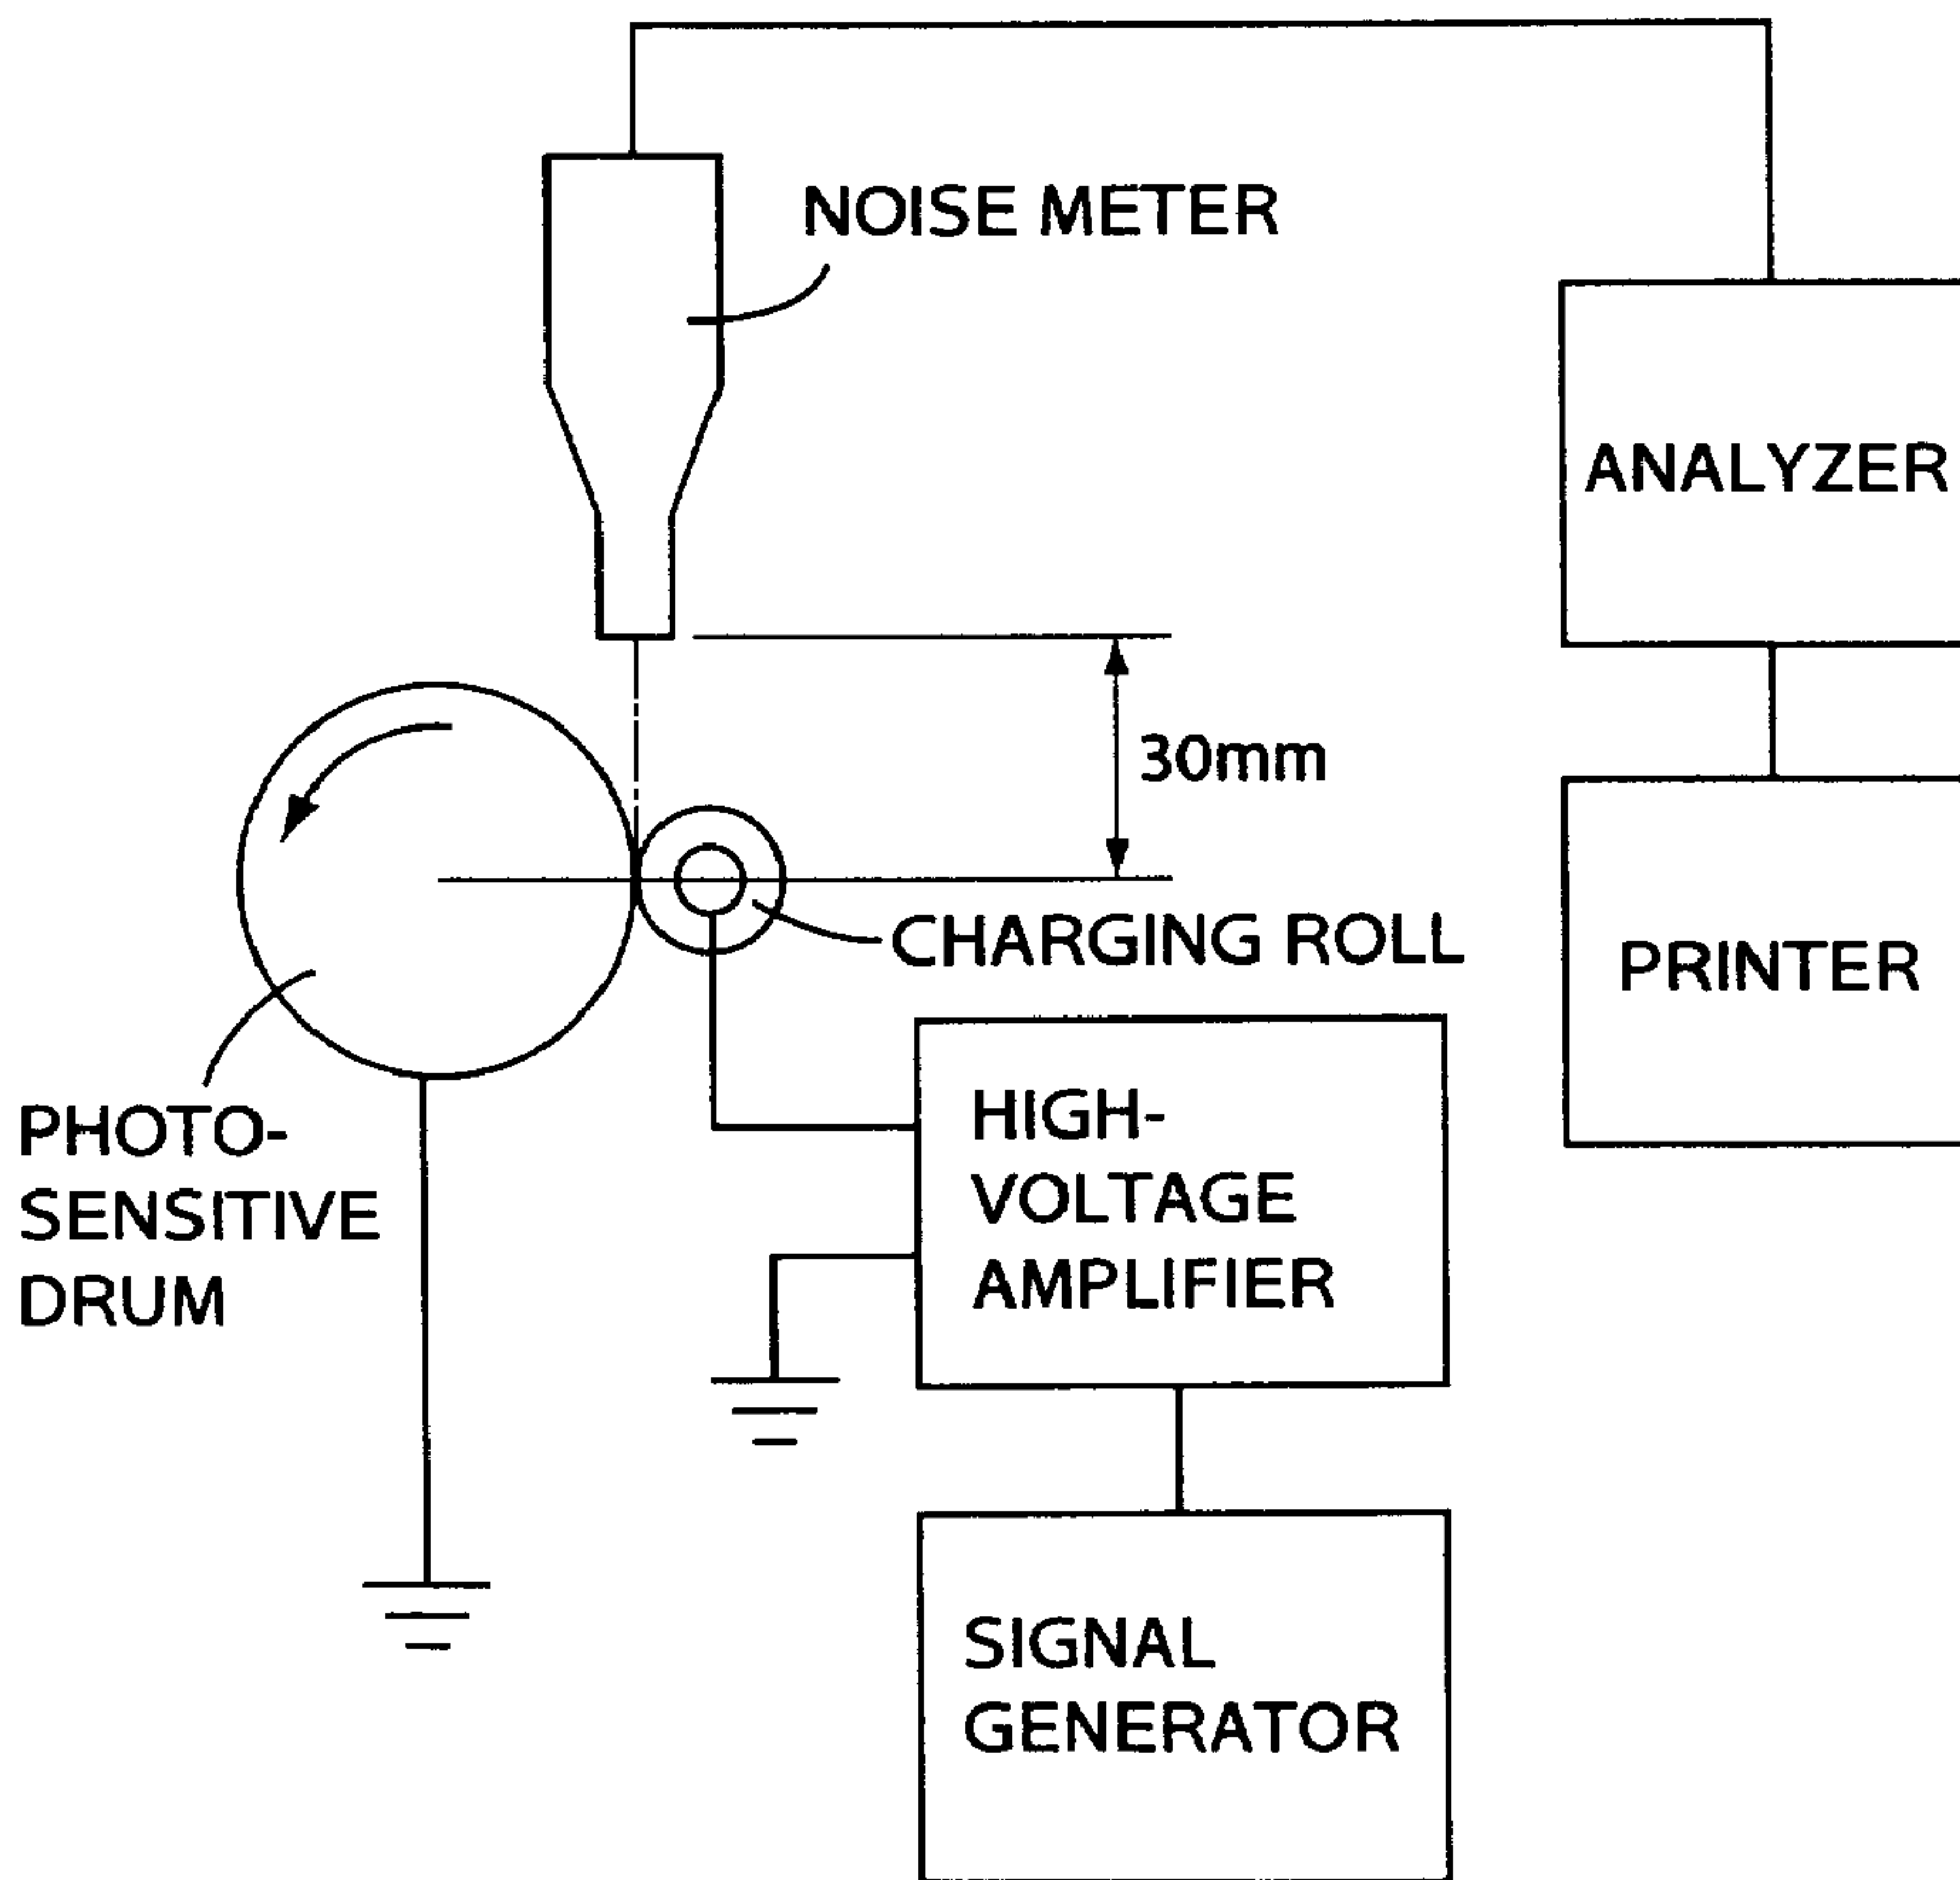 NOISE METER
ANALYZER
30mm
CHARGING ROLL
PRINTER
PHOTO-
SENSITIVE
DRUM
HIGH-
VOLTAGE
AMPLIFIER
SIGNAL
GENERATOR